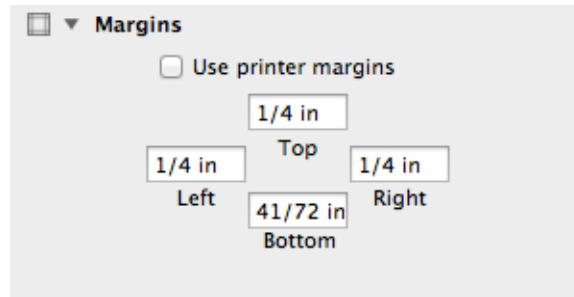 Margins
Use printer margins
1/4 in
Top
1/4 in
1/4 in
Left
Right
41/72 in
Bottom